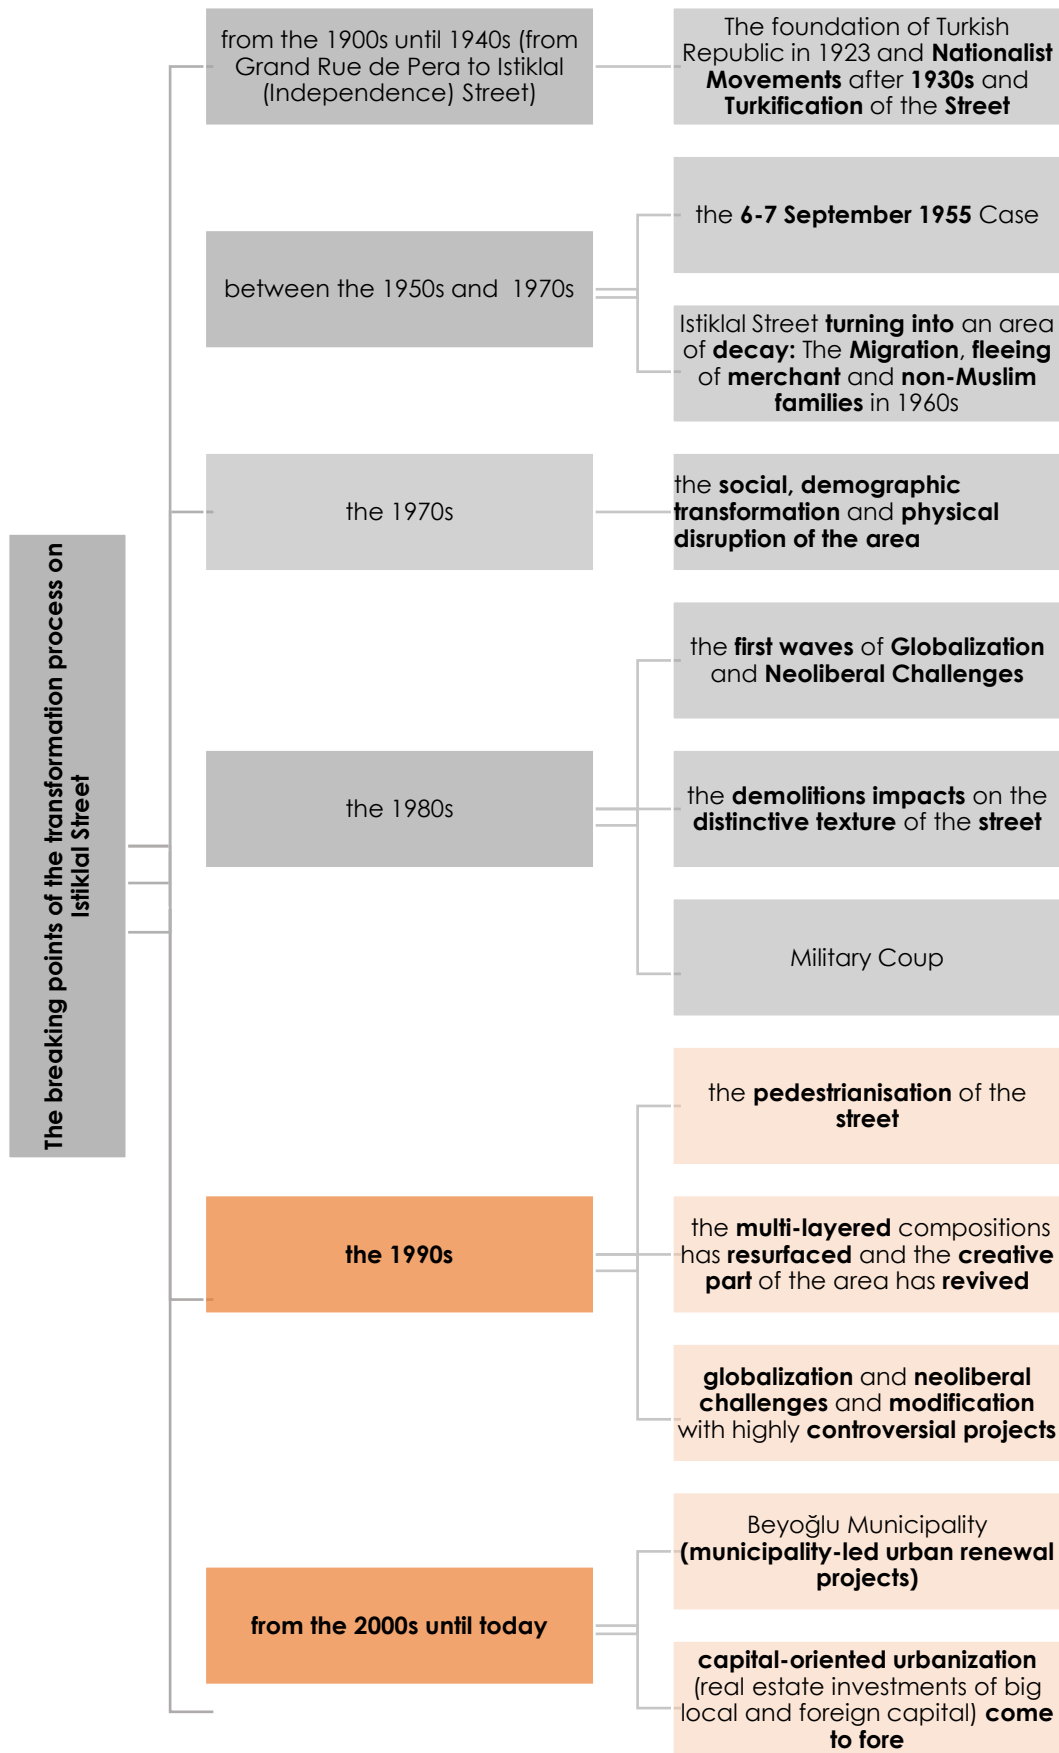 The breaking points of the transformation process on
Istiklal Street
from the 1900s until 1940s (from
Grand Rue de Pera to Istiklal
(Independence) Street)
The foundation of Turkish
Republic in 1923 and Nationalist
Movements after 1930s and
Turkification of the Street
between the 1950s and 1970s
the 6-7 September 1955 Case
Istiklal Street turning into an area
of decay: The Migration, fleeing
of merchant and non-Muslim
families in 1960s
the 1970s
the social, demographic
transformation and physical
disruption of the area
the 1980s
the first waves of Globalization
and Neoliberal Challenges
the demolitions impacts on the
distinctive texture of the street
Military Coup
the 1990s
the pedestrianisation of the
street
the multi-layered compositions
has resurfaced and the creative
part of the area has revived
globalization and neoliberal
challenges and modification
with highly controversial projects
from the 2000s until today
Beyoğlu Municipality
(municipality-led urban renewal
projects)
capital-oriented urbanization
(real estate investments of big
local and foreign capital) come
to fore